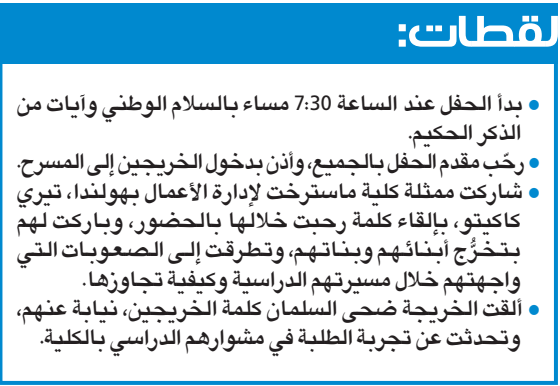 لقطات:
• بدأ الحفل عند الساعة 7:30 مساء بالسلام الوطني وآيات من
الذكر الحكيم.
• رحّب مقدم الحفل بالجميع، وأذن بدخول الخريجين إلى المسرح.
• شاركت ممثلة كلية ماسترخت لإدارة الأعمال بهولندا، تيري
كاكيتو، بإلقاء كلمة رحبت خلالها بالحضور، وباركت لهم
بتخرُّج أبنائهم وبناتهم، وتطرقت إلى الصعوبات التي
واجهتهم خلال مسيرتهم الدراسية وكيفية تجاوزها.
• ألقت الخريجة ضحى السلمان كلمة الخريجين، نيابة عنهم،
وتحدثت عن تجربة الطلبة في مشوارهم الدراسي بالكلية.